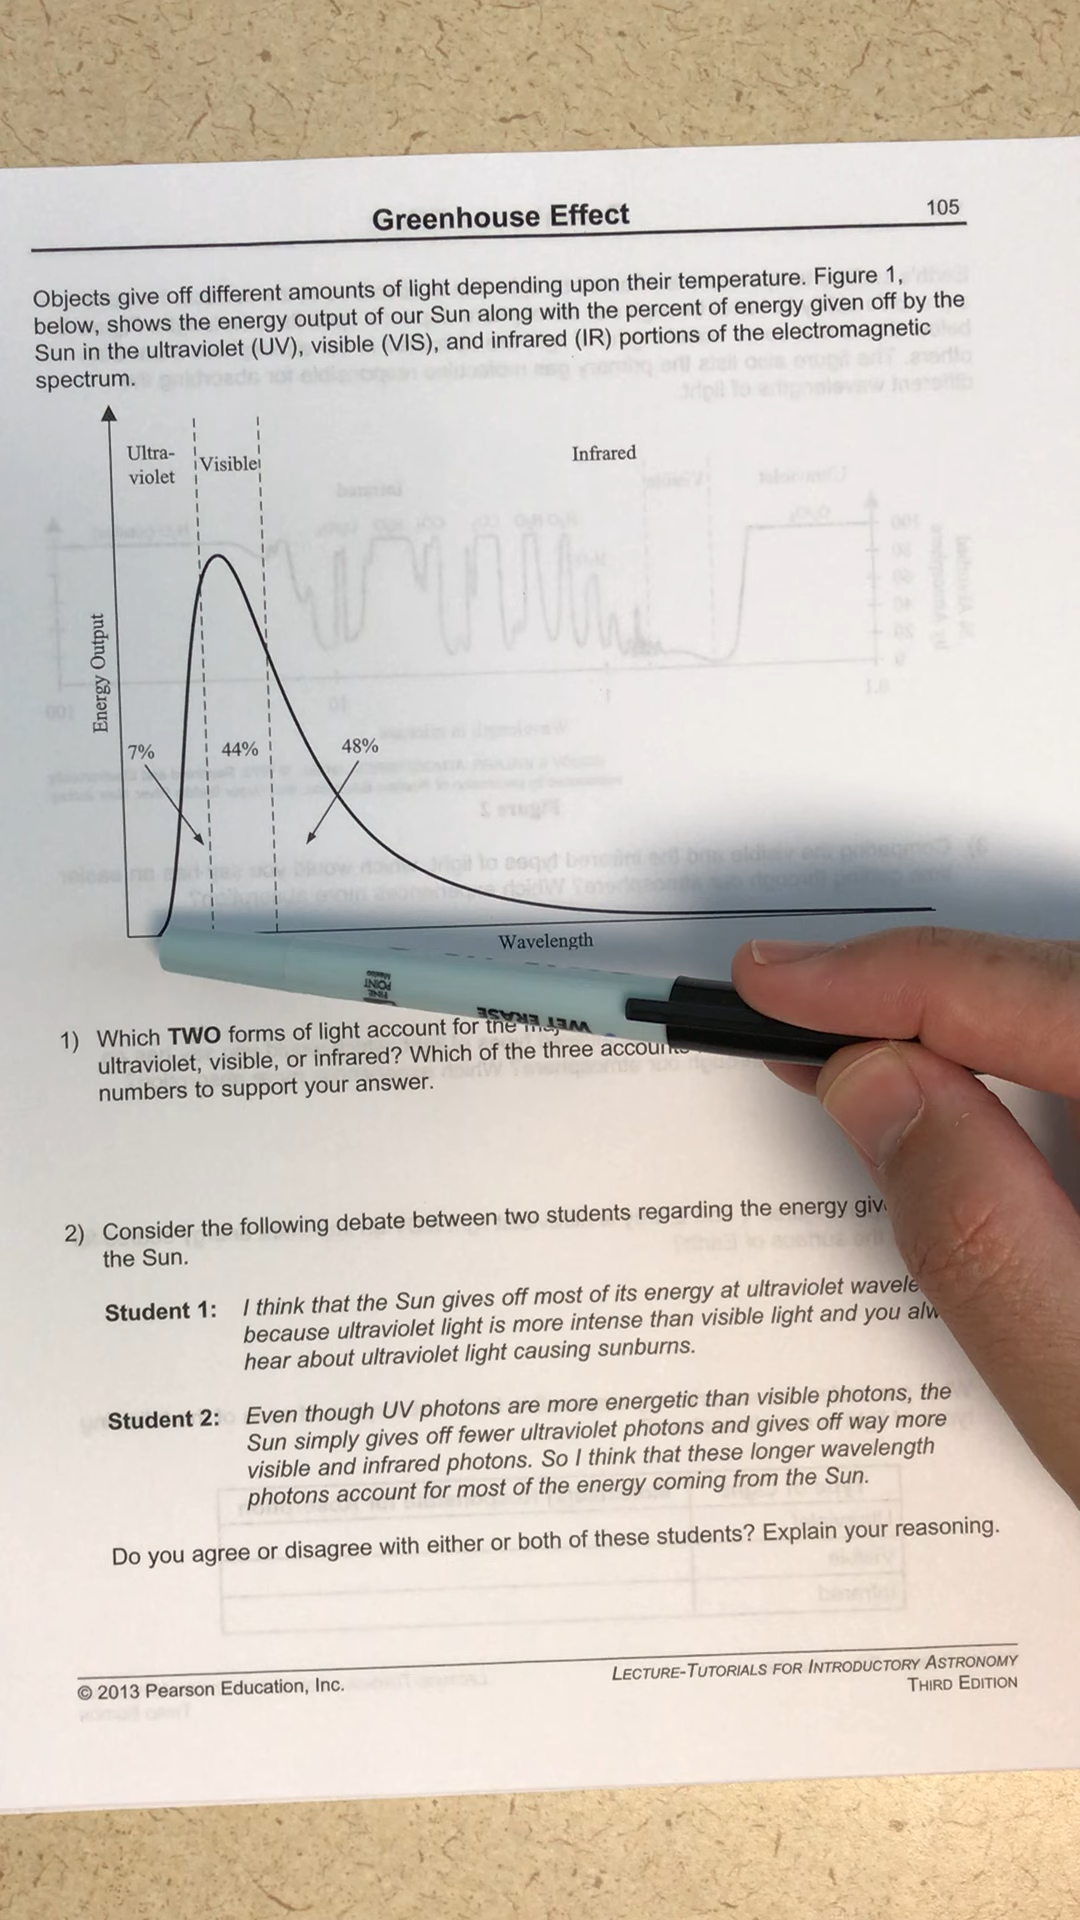 Greenhouse Effect
105
Objects give off different amounts of light depending upon their temperature. Figure 1,
below, shows the energy output of our Sun along with the percent of energy given off by the
Sun in the ultraviolet (UV), visible (VIS), and infrared (IR) portions of the electromagnetic
spectrum.
Ultra-
violet
Visible
Infrared
Energy Output
7%
44%
48%
Wavelength
FINE
POINT
WET ERASE
1) Which TWO forms of light account for the
ultraviolet, visible, or infrared? Which of the three
numbers to support your answer.
2) Consider the following debate between two students regarding the energy
the Sun.
Student 1: I think that the Sun gives off most of its energy at ultraviolet
because ultraviolet light is more intense than visible light and you
hear about ultraviolet light causing sunburns.
Student 2: Even though UV photons are more energetic than visible photons, the
Sun simply gives off fewer ultraviolet photons and gives off way more
visible and infrared photons. So I think that these longer wavelength
photons account for most of the energy coming from the Sun.
Do you agree or disagree with either or both of these students? Explain your reasoning.
© 2013 Pearson Education, Inc.
LECTURE-TUTORIALS FOR INTRODUCTORY ASTRONOMY
THIRD EDITION